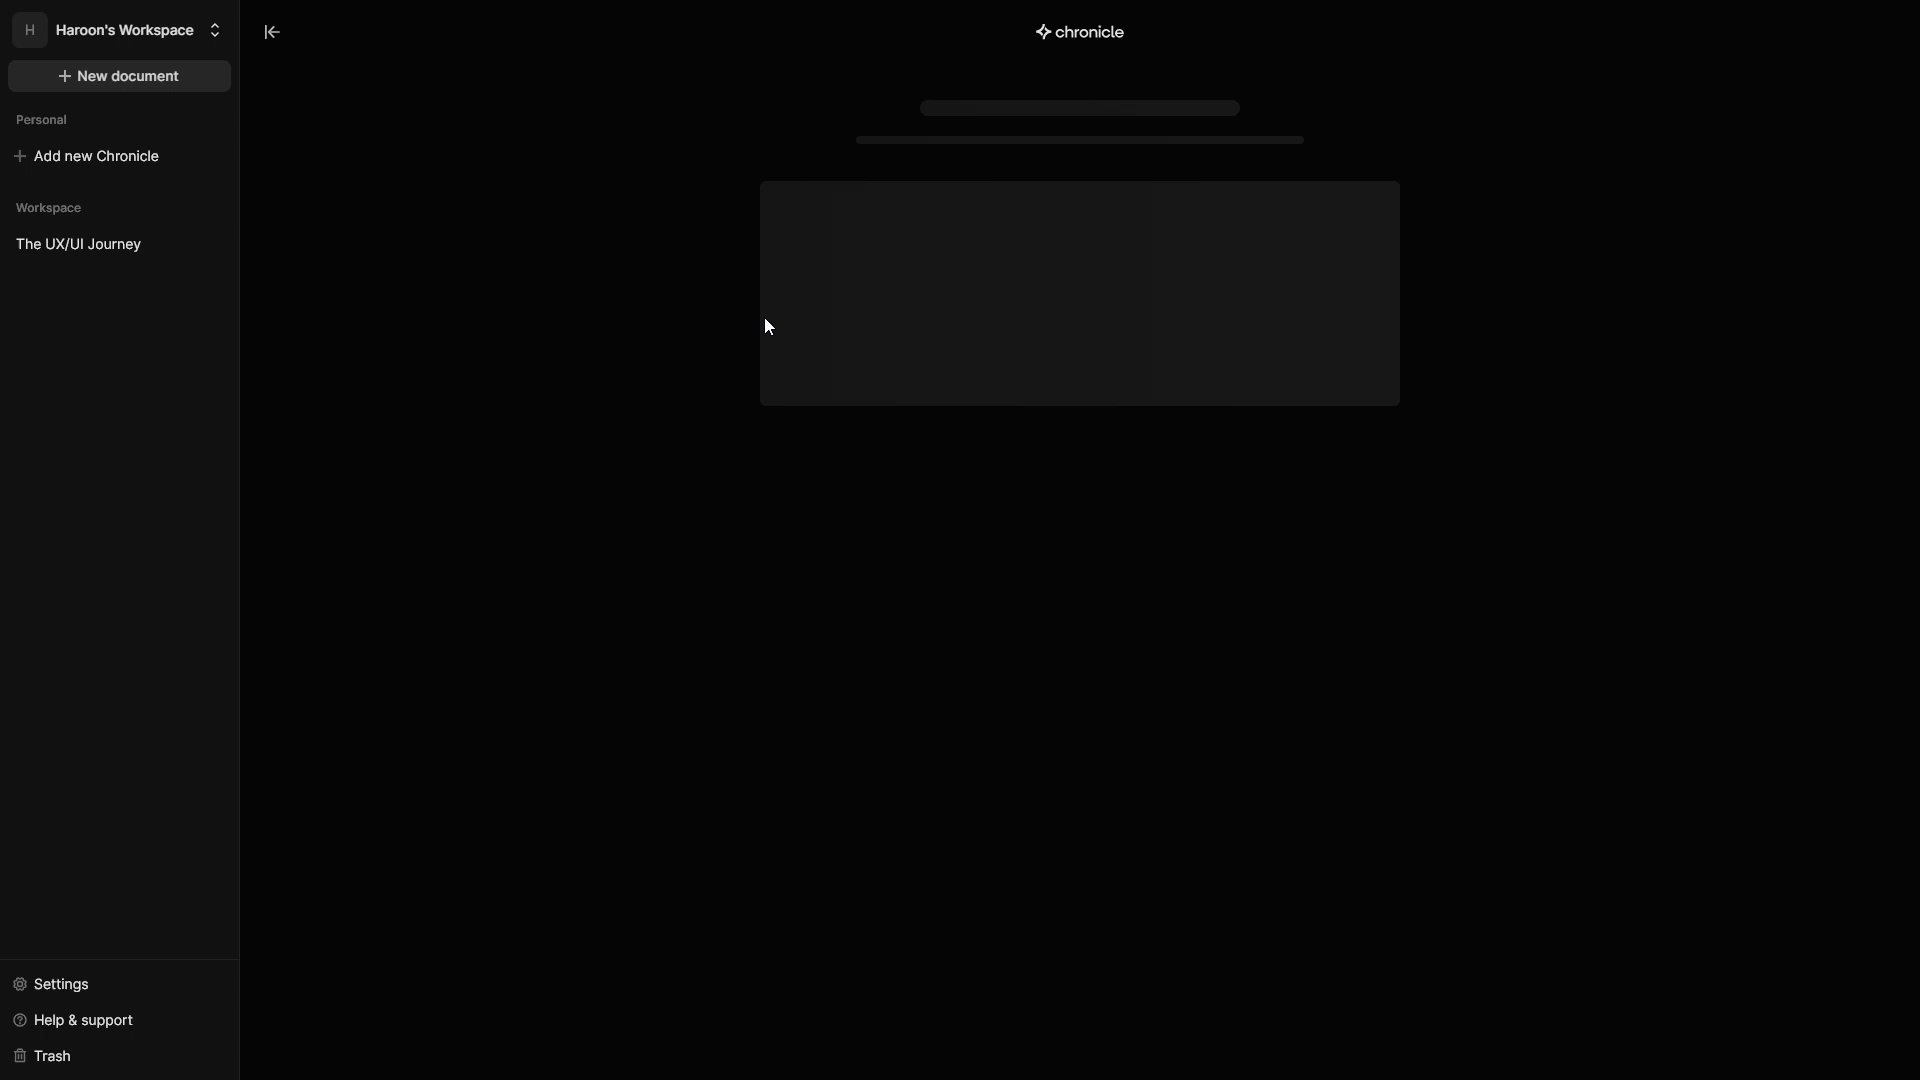 H
Haroon's Workspace
New document
Personal
Add new Chronicle
Workspace
The UX/UI Journey
Settings
Help & support
Trash
chronicle